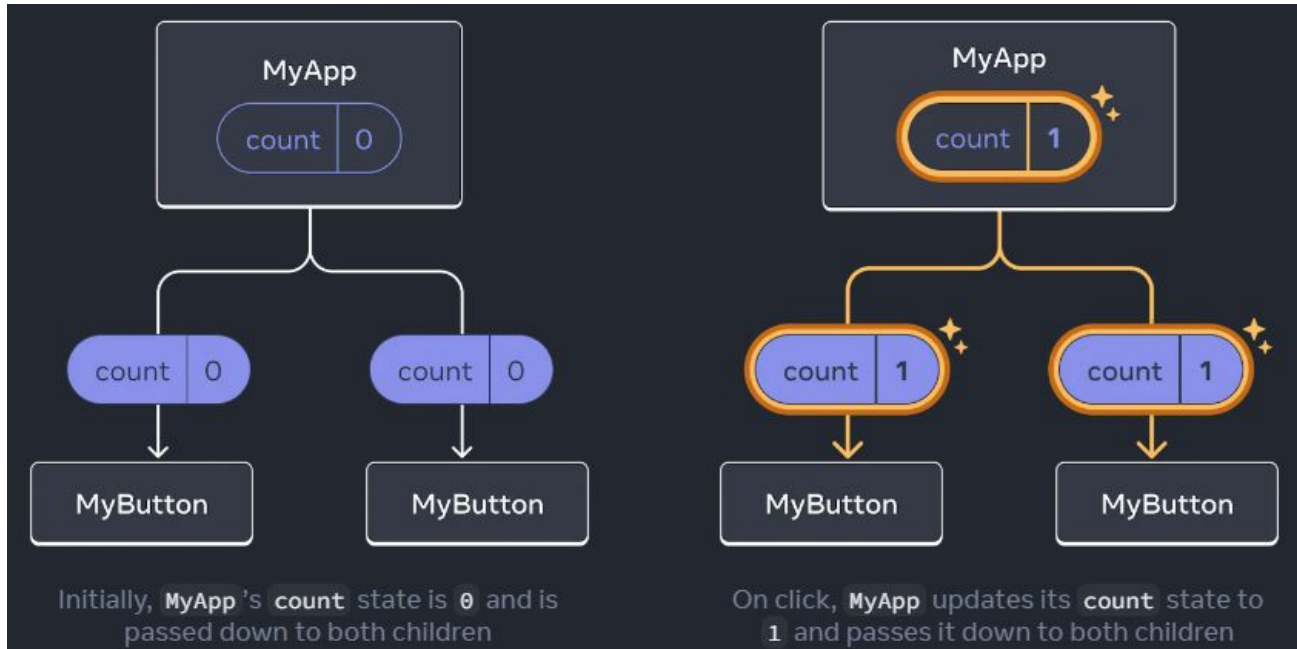 MyApp
count 0
count 0
count 0
MyButton
MyButton
Initially, MyApp's count state is 0 and is
passed down to both children
MyApp
count 1
count 1
count 1
MyButton
MyButton
On click, MyApp updates its count state to
1 and passes it down to both children